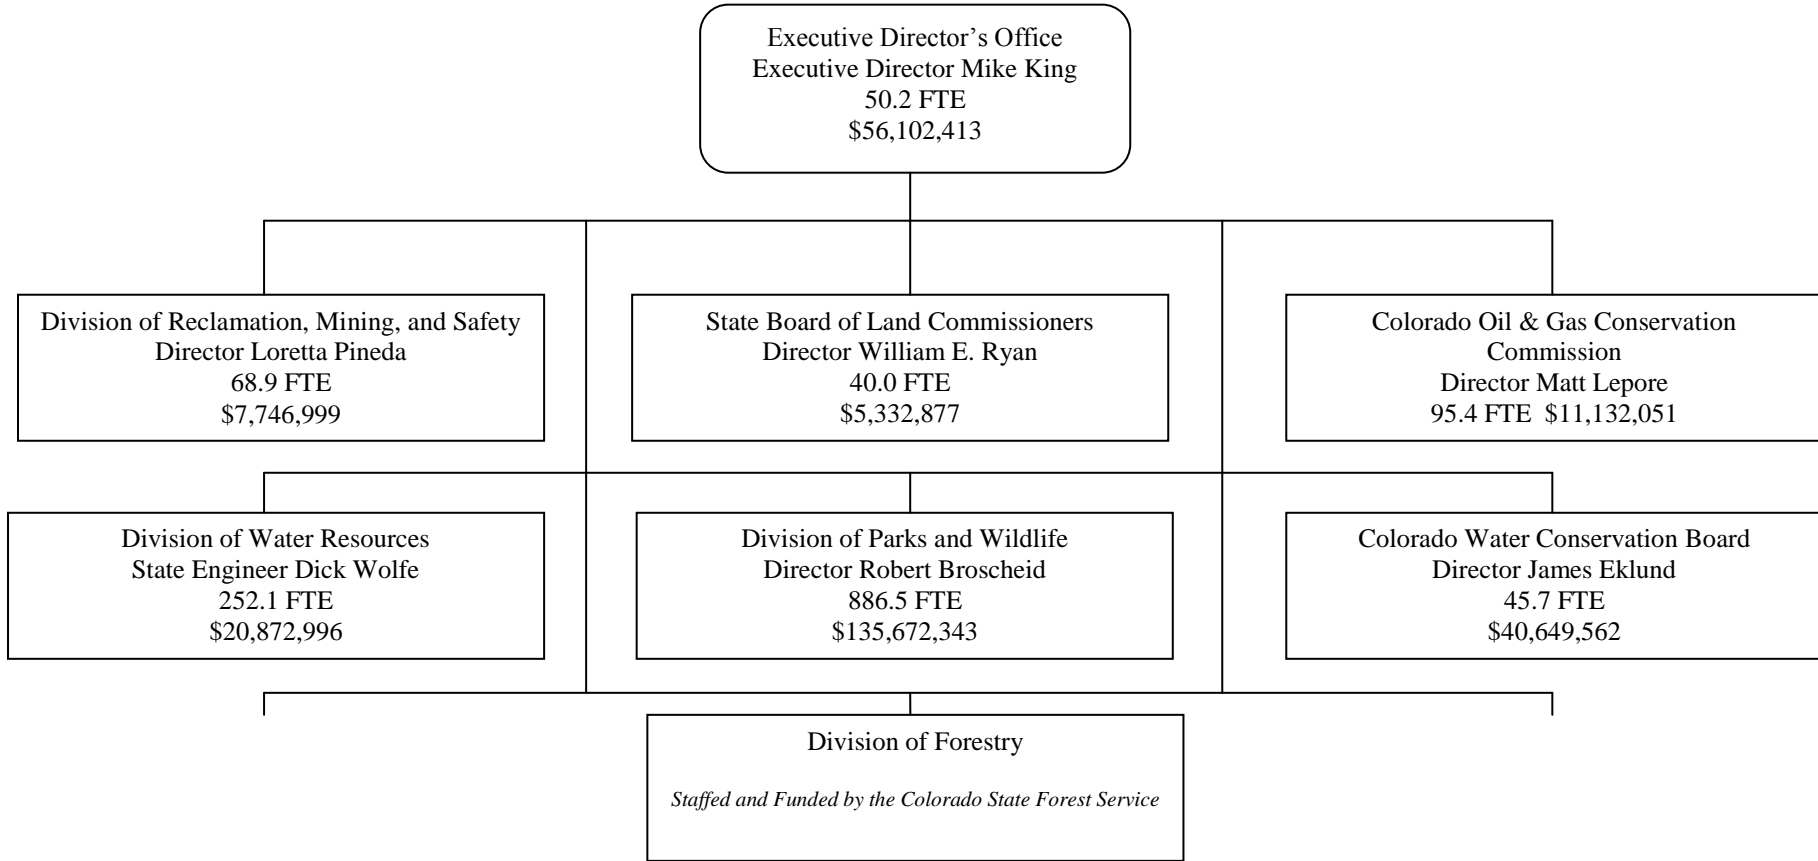 Executive Director’s Office
Executive Director Mike King
50.2 FTE
$56,102,413
Division of Reclamation, Mining, and Safety
Director Loretta Pineda
68.9 FTE
$7,746,999
State Board of Land Commissioners
Director William E. Ryan
40.0 FTE
$5,332,877
Colorado Oil & Gas Conservation
Commission
Director Matt Lepore
95.4 FTE  $11,132,051
Division of Water Resources
State Engineer Dick Wolfe
252.1 FTE
$20,872,996
Division of Parks and Wildlife
Director Robert Broscheid
886.5 FTE
$135,672,343
Colorado Water Conservation Board
Director James Eklund
45.7 FTE
$40,649,562
Division of Forestry
Staffed and Funded by the Colorado State Forest Service